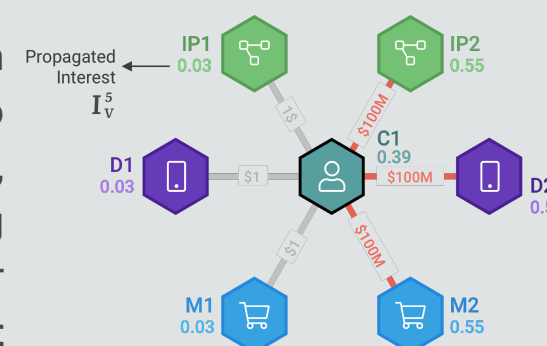 Propagated
Interest
I⁵ᵥ
IP1
0.03
IP2
0.55
1$
$100M
C1
0.39
D1
0.03
$1
$100M
$1
$100M
M1
0.03
M2
0.55